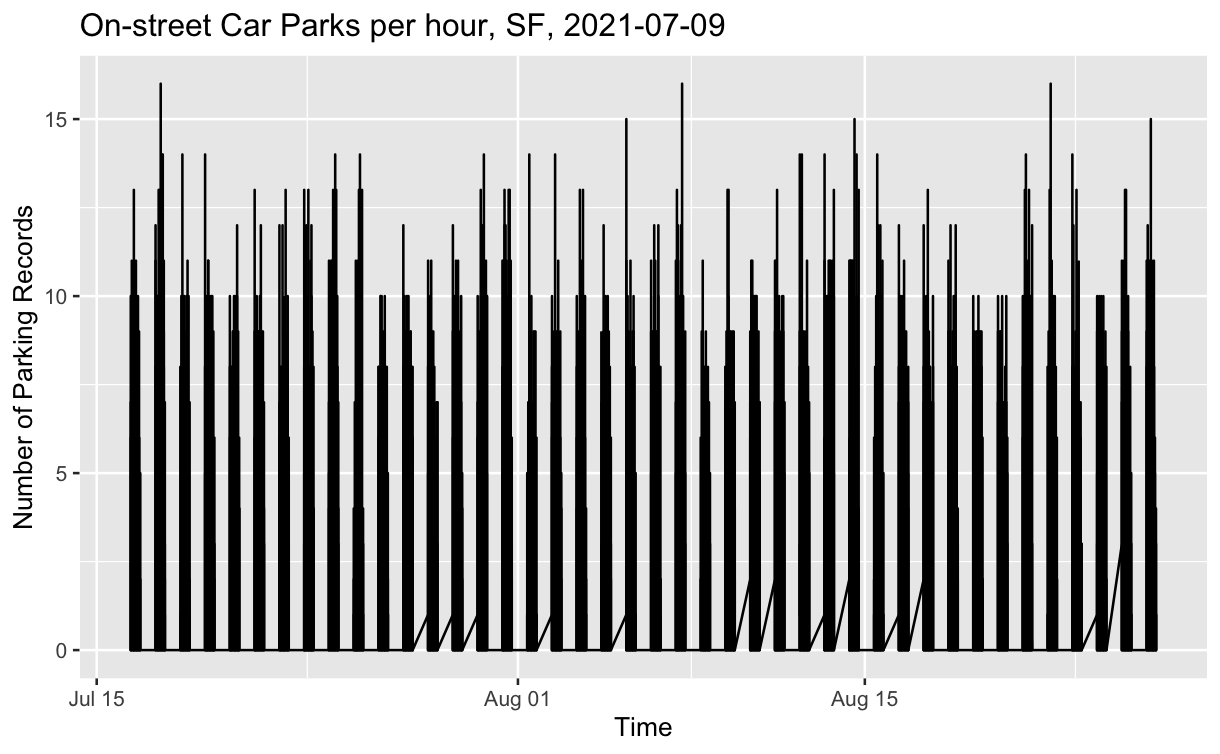 On-street Car Parks per hour, SF, 2021-07-09
Number of Parking Records
15
10
5
0
Jul 15
Aug 01
Aug 15
Time